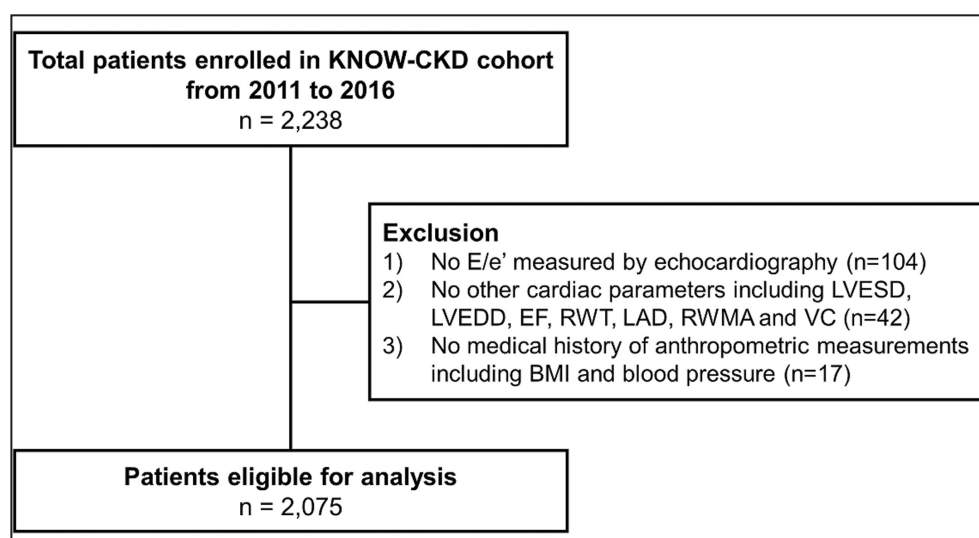 Total patients enrolled in KNOW-CKD cohort
from 2011 to 2016
n = 2,238
Exclusion
1) No E/e’ measured by echocardiography (n=104)
2) No other cardiac parameters including LVESD,
LVEDD, EF, RWT, LAD, RWMA and VC (n=42)
3) No medical history of anthropometric measurements
including BMI and blood pressure (n=17)
Patients eligible for analysis
n = 2,075